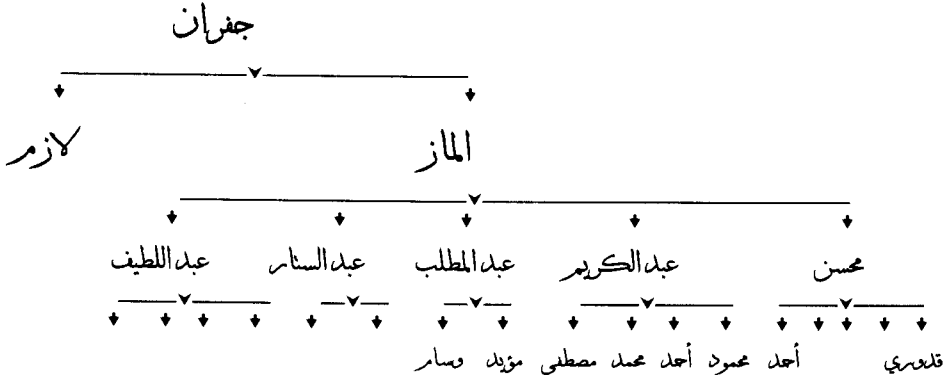 جفران
الماز لازم
محسن عبدالكريم عبدالمطلب عبدالستار عبداللطيف
قدوري أحمد محمود أحمد محمد مصطفى مؤيد وسام